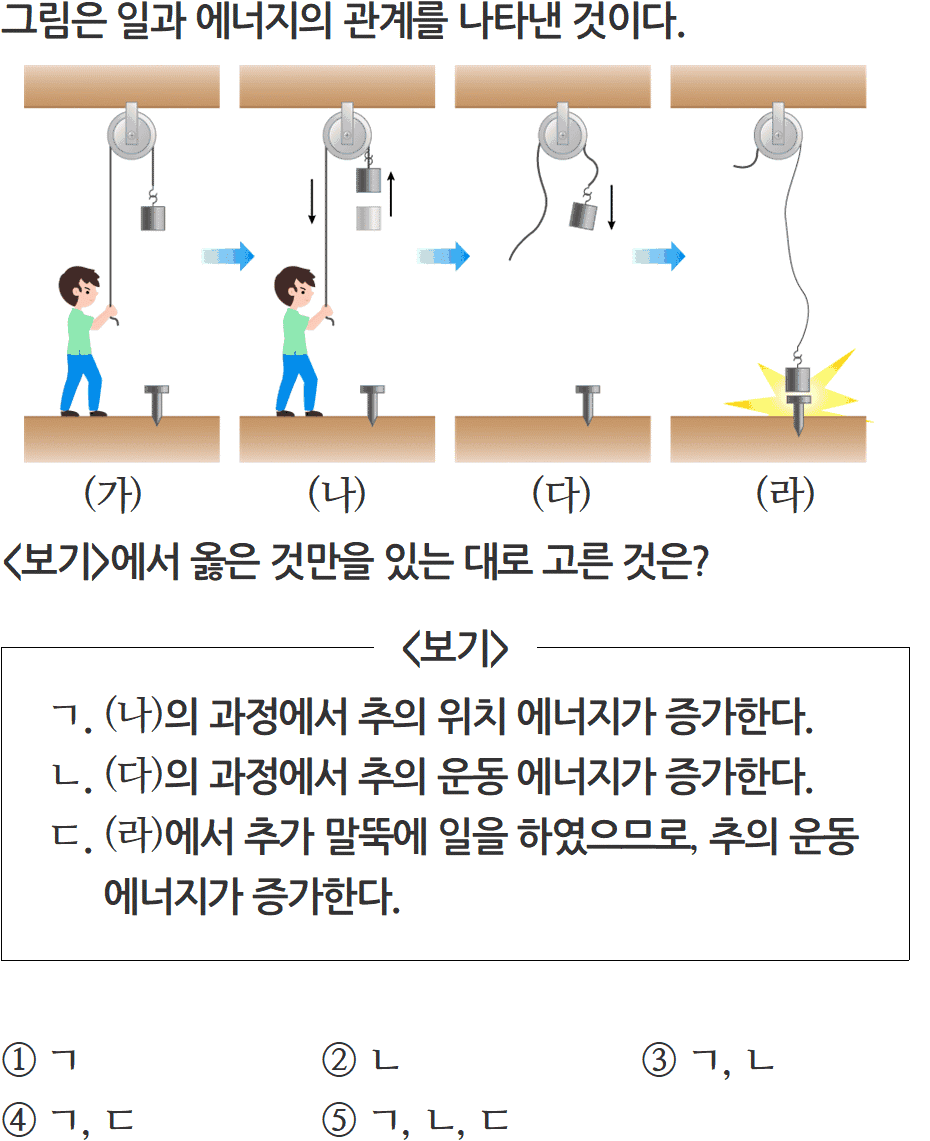 그림은 일과 에너지의 관계를 나타낸 것이다.
(가) (나) (다) (라)
<보기>에서 옳은 것만을 있는 대로 고른 것은?
<보기>
ㄱ. (나)의 과정에서 추의 위치 에너지가 증가한다.
ㄴ. (다)의 과정에서 추의 운동 에너지가 증가한다.
ㄷ. (라)에서 추가 말뚝에 일을 하였으므로, 추의 운동
에너지가 증가한다.
① ㄱ ② ㄴ ③ ㄱ, ㄴ
④ ㄱ, ㄷ ⑤ ㄱ, ㄴ, ㄷ